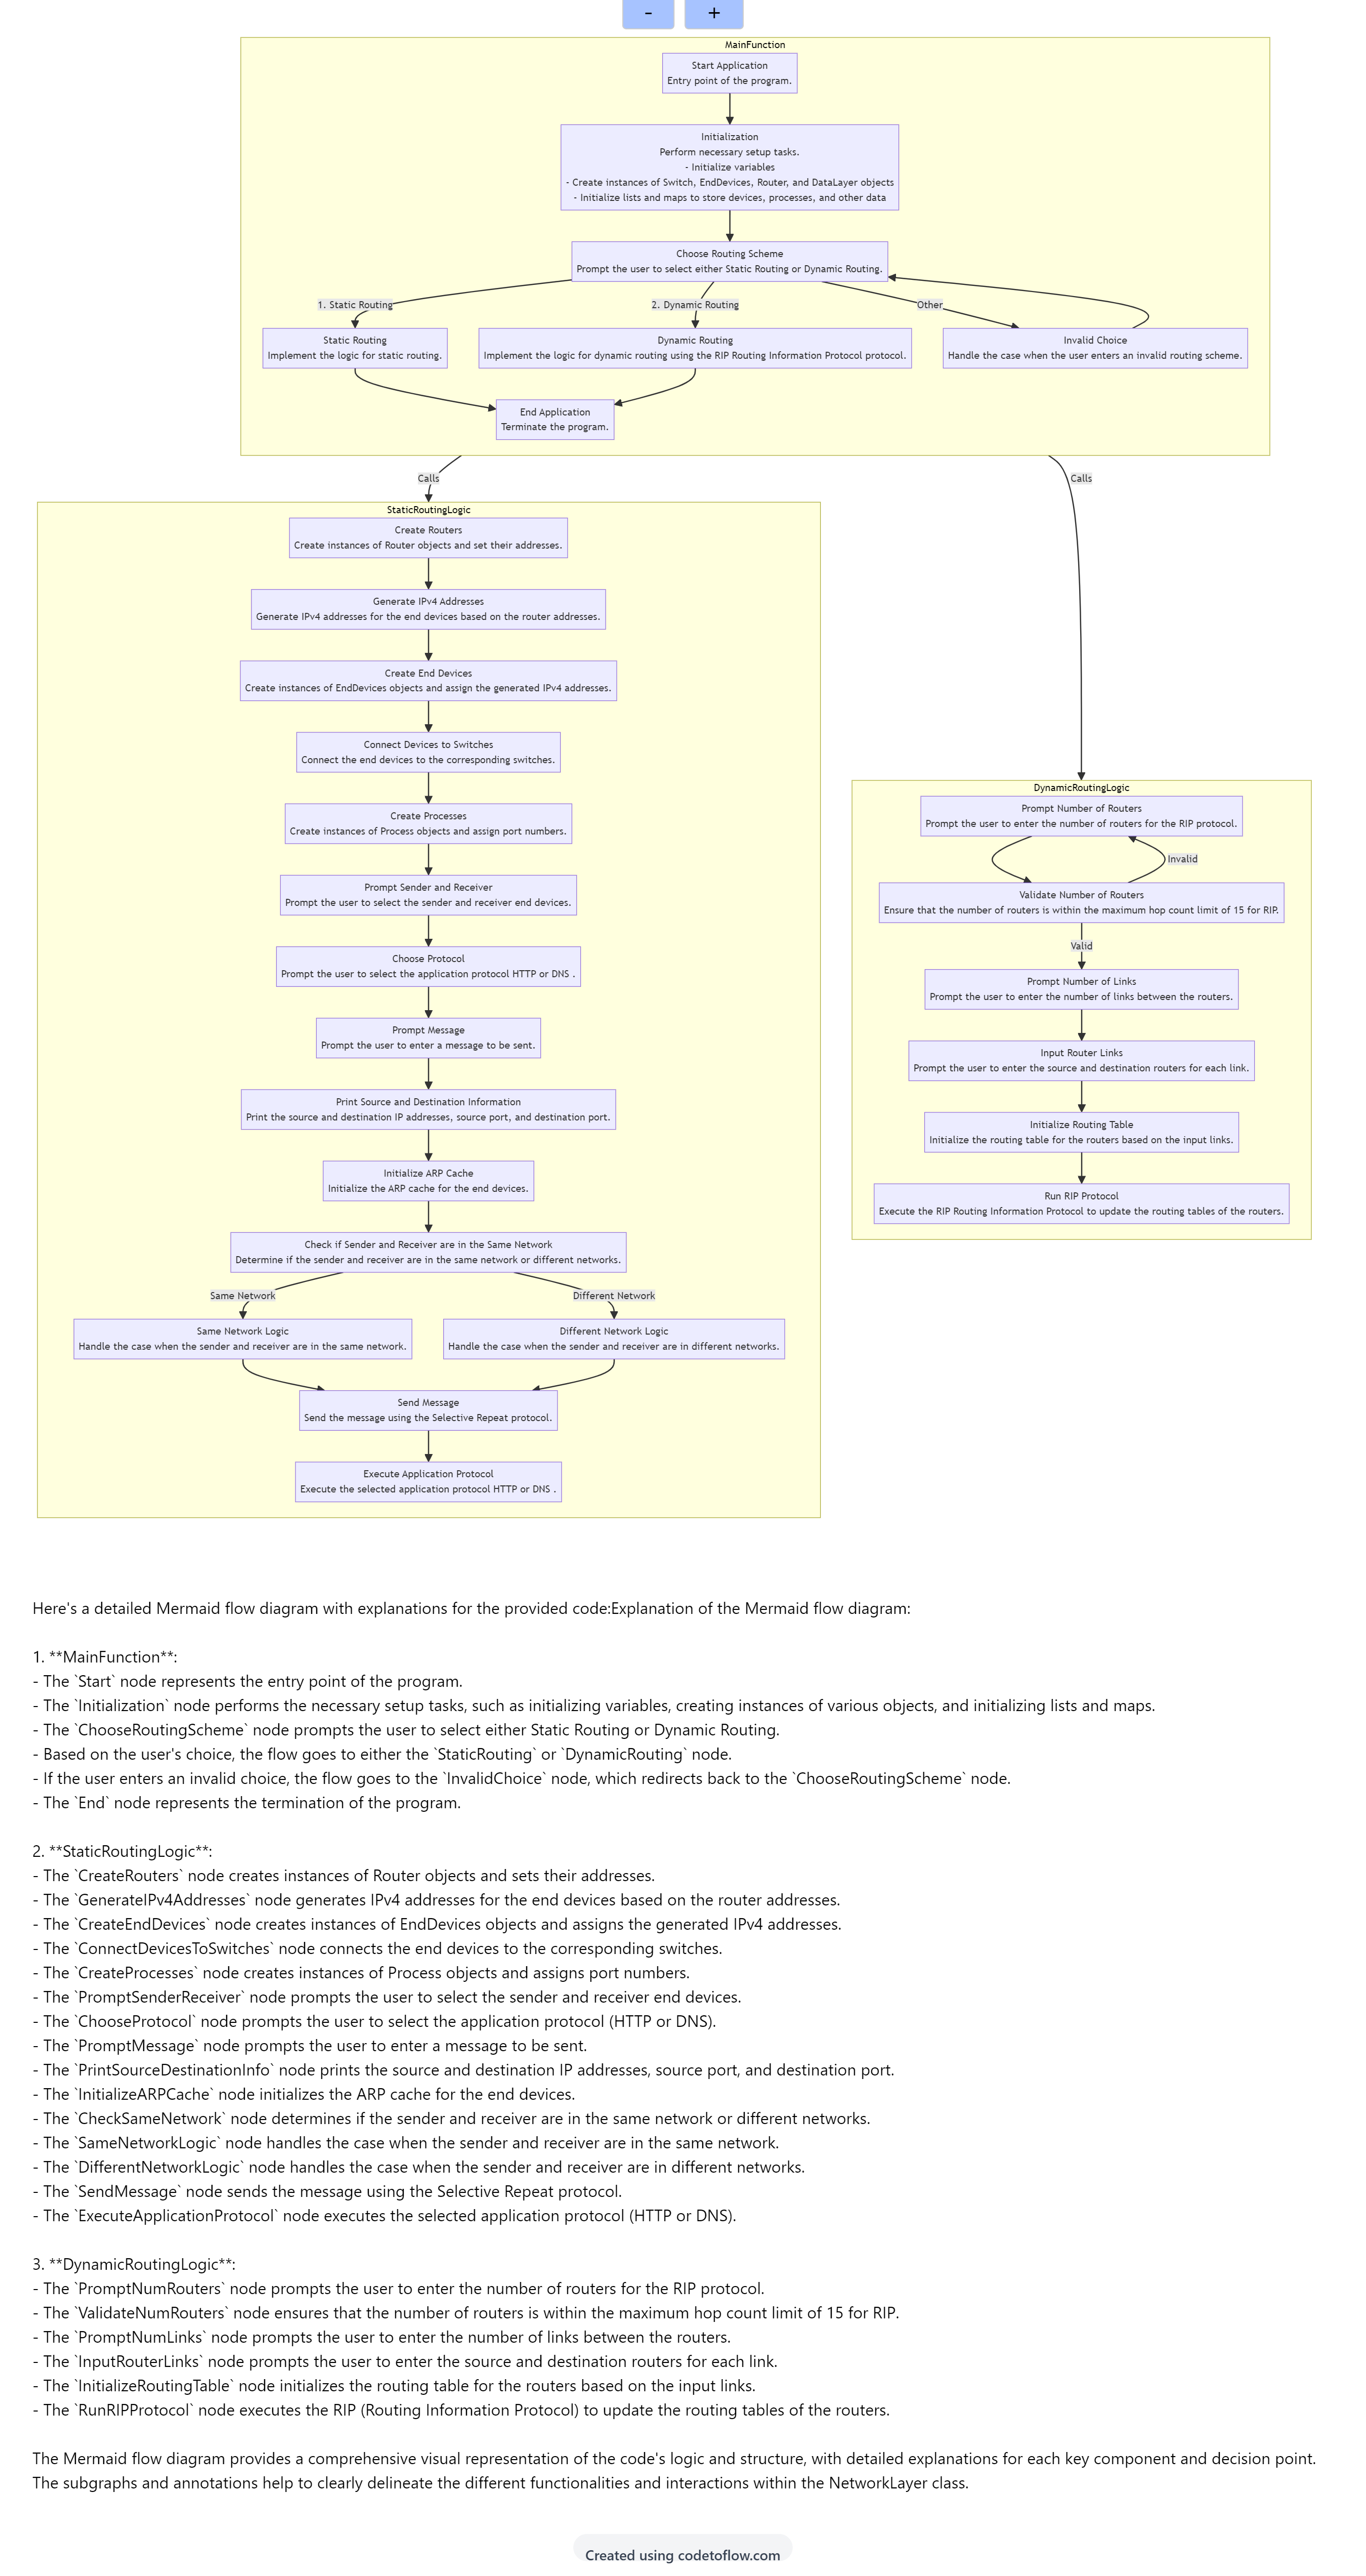 -
+
MainFunction
Start Application
Entry point of the program.
Initialization
Perform necessary setup tasks.
- Initialize variables
- Create instances of Switch, EndDevices, Router, and DataLayer objects
- Initialize lists and maps to store devices, processes, and other data
Choose Routing Scheme
Prompt the user to select either Static Routing or Dynamic Routing.
1. Static Routing
2. Dynamic Routing
Other
Static Routing
Implement the logic for static routing.
Dynamic Routing
Implement the logic for dynamic routing using the RIP Routing Information Protocol protocol.
Invalid Choice
Handle the case when the user enters an invalid routing scheme.
End Application
Terminate the program.
Calls
Calls
StaticRoutingLogic
Create Routers
Create instances of Router objects and set their addresses.
Generate IPv4 Addresses
Generate IPv4 addresses for the end devices based on the router addresses.
Create End Devices
Create instances of EndDevices objects and assign the generated IPv4 addresses.
Connect Devices to Switches
Connect the end devices to the corresponding switches.
Create Processes
Create instances of Process objects and assign port numbers.
Prompt Sender and Receiver
Prompt the user to select the sender and receiver end devices.
Choose Protocol
Prompt the user to select the application protocol HTTP or DNS .
Prompt Message
Prompt the user to enter a message to be sent.
Print Source and Destination Information
Print the source and destination IP addresses, source port, and destination port.
Initialize ARP Cache
Initialize the ARP cache for the end devices.
Check if Sender and Receiver are in the Same Network
Determine if the sender and receiver are in the same network or different networks.
Same Network
Different Network
Same Network Logic
Handle the case when the sender and receiver are in the same network.
Different Network Logic
Handle the case when the sender and receiver are in different networks.
Send Message
Send the message using the Selective Repeat protocol.
Execute Application Protocol
Execute the selected application protocol HTTP or DNS .
DynamicRoutingLogic
Prompt Number of Routers
Prompt the user to enter the number of routers for the RIP protocol.
Invalid
Validate Number of Routers
Ensure that the number of routers is within the maximum hop count limit of 15 for RIP.
Valid
Prompt Number of Links
Prompt the user to enter the number of links between the routers.
Input Router Links
Prompt the user to enter the source and destination routers for each link.
Initialize Routing Table
Initialize the routing table for the routers based on the input links.
Run RIP Protocol
Execute the RIP Routing Information Protocol to update the routing tables of the routers.
Here's a detailed Mermaid flow diagram with explanations for the provided code:Explanation of the Mermaid flow diagram:
1. **MainFunction**:
- The `Start` node represents the entry point of the program.
- The `Initialization` node performs the necessary setup tasks, such as initializing variables, creating instances of various objects, and initializing lists and maps.
- The `ChooseRoutingScheme` node prompts the user to select either Static Routing or Dynamic Routing.
- Based on the user's choice, the flow goes to either the `StaticRouting` or `DynamicRouting` node.
- If the user enters an invalid choice, the flow goes to the `InvalidChoice` node, which redirects back to the `ChooseRoutingScheme` node.
- The `End` node represents the termination of the program.
2. **StaticRoutingLogic**:
- The `CreateRouters` node creates instances of Router objects and sets their addresses.
- The `GenerateIPv4Addresses` node generates IPv4 addresses for the end devices based on the router addresses.
- The `CreateEndDevices` node creates instances of EndDevices objects and assigns the generated IPv4 addresses.
- The `ConnectDevicesToSwitches` node connects the end devices to the corresponding switches.
- The `CreateProcesses` node creates instances of Process objects and assigns port numbers.
- The `PromptSenderReceiver` node prompts the user to select the sender and receiver end devices.
- The `ChooseProtocol` node prompts the user to select the application protocol (HTTP or DNS).
- The `PromptMessage` node prompts the user to enter a message to be sent.
- The `PrintSourceDestinationInfo` node prints the source and destination IP addresses, source port, and destination port.
- The `InitializeARPCache` node initializes the ARP cache for the end devices.
- The `CheckSameNetwork` node determines if the sender and receiver are in the same network or different networks.
- The `SameNetworkLogic` node handles the case when the sender and receiver are in the same network.
- The `DifferentNetworkLogic` node handles the case when the sender and receiver are in different networks.
- The `SendMessage` node sends the message using the Selective Repeat protocol.
- The `ExecuteApplicationProtocol` node executes the selected application protocol (HTTP or DNS).
3. **DynamicRoutingLogic**:
- The `PromptNumRouters` node prompts the user to enter the number of routers for the RIP protocol.
- The `ValidateNumRouters` node ensures that the number of routers is within the maximum hop count limit of 15 for RIP.
- The `PromptNumLinks` node prompts the user to enter the number of links between the routers.
- The `InputRouterLinks` node prompts the user to enter the source and destination routers for each link.
- The `InitializeRoutingTable` node initializes the routing table for the routers based on the input links.
- The `RunRIPProtocol` node executes the RIP (Routing Information Protocol) to update the routing tables of the routers.
The Mermaid flow diagram provides a comprehensive visual representation of the code's logic and structure, with detailed explanations for each key component and decision point.
The subgraphs and annotations help to clearly delineate the different functionalities and interactions within the NetworkLayer class.
Created using codetoflow.com